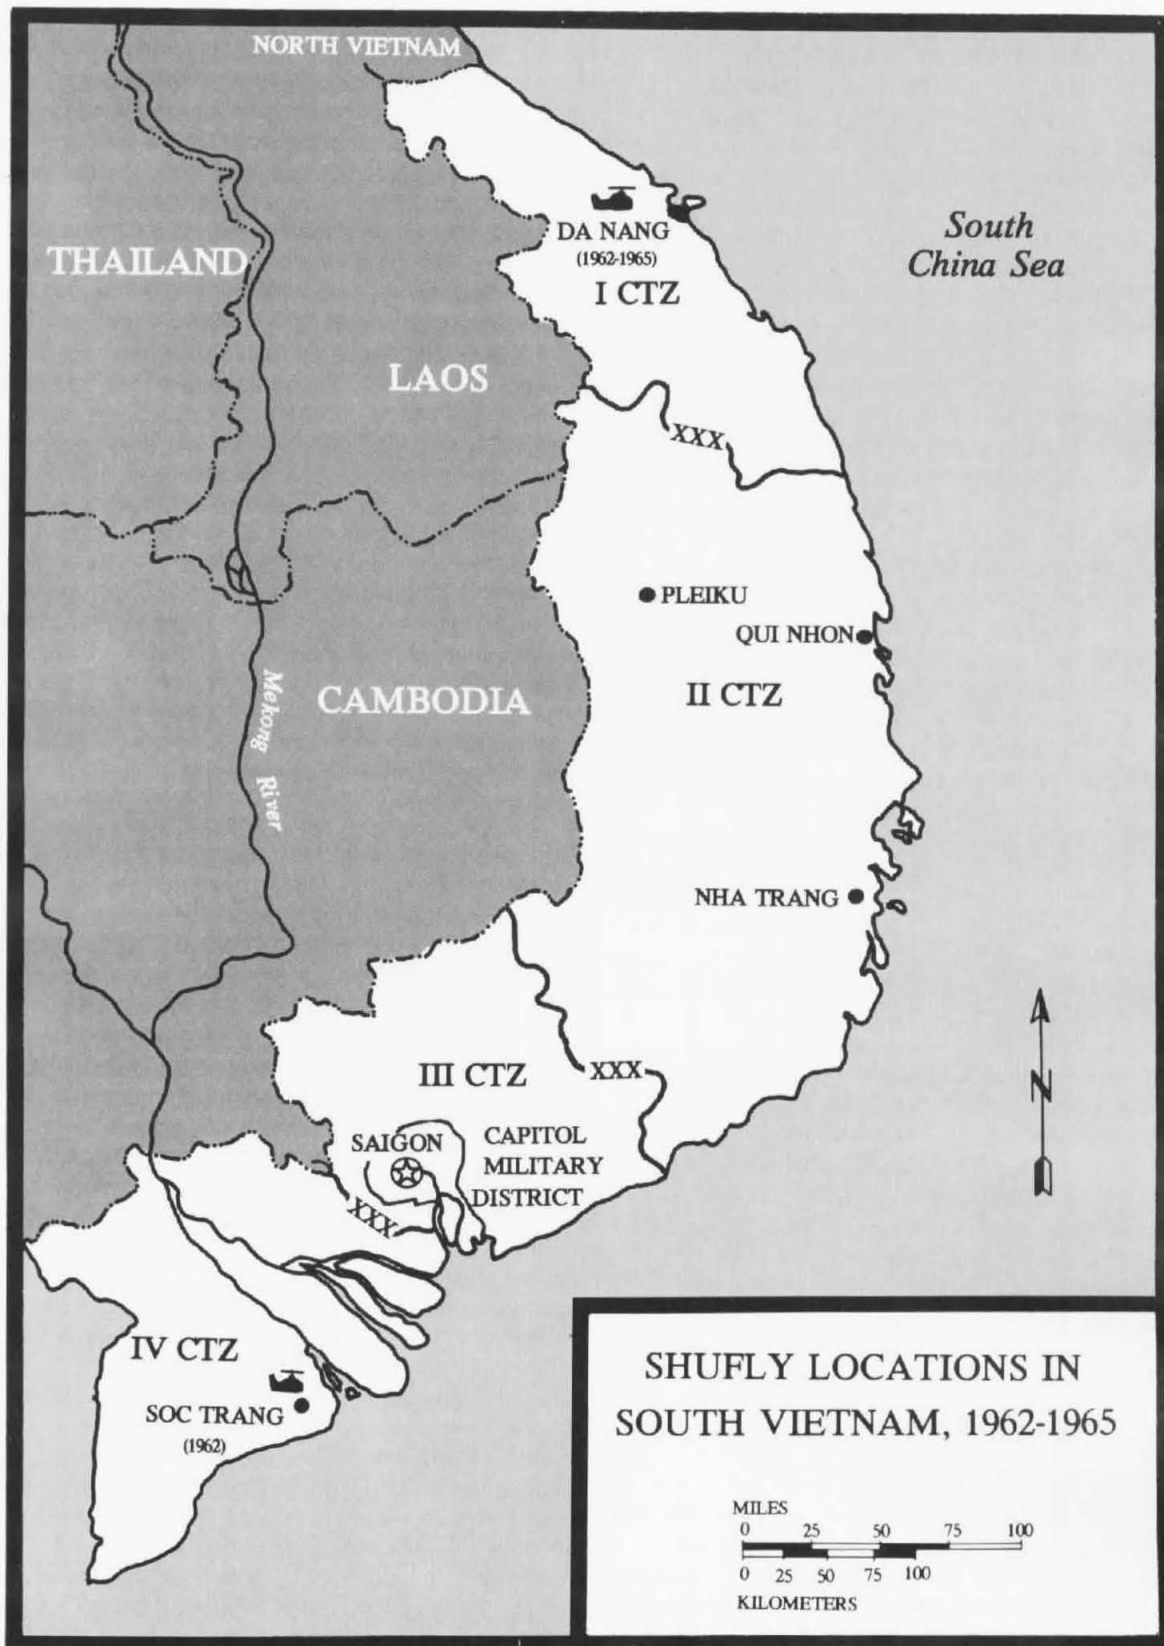 NORTH VIETNAM
THAILAND
DA NANG
(1962-1965)
I CTZ
South
China Sea
LAOS
XXX
PLEIKU
QUI NHON
II CTZ
CAMBODIA
Mekong River
NHA TRANG
III CTZ
XXX
N
SAIGON
CAPITOL
MILITARY
DISTRICT
XXX
IV CTZ
SOC TRANG
(1962)
SHUFLY LOCATIONS IN
SOUTH VIETNAM, 1962-1965
MILES
0 25 50 75 100
0 25 50 75 100
KILOMETERS